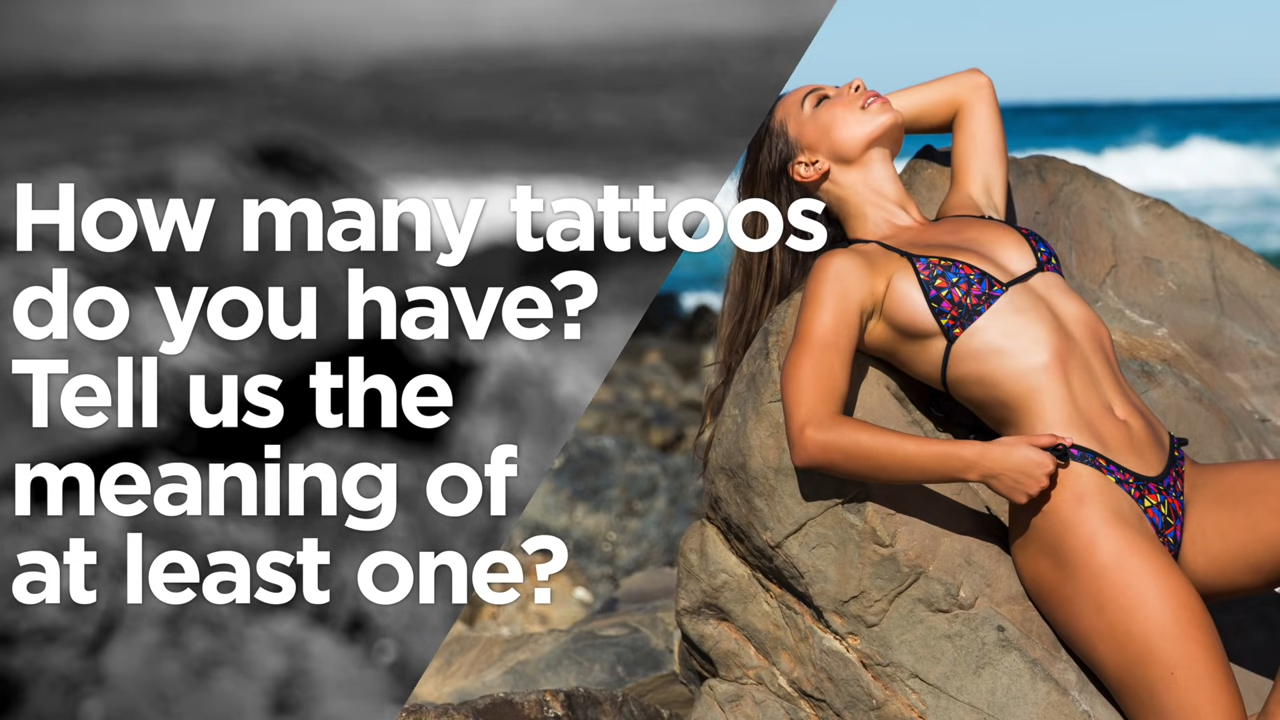 How many tattoos
do you have?
Tell us the
meaning of
at least one?